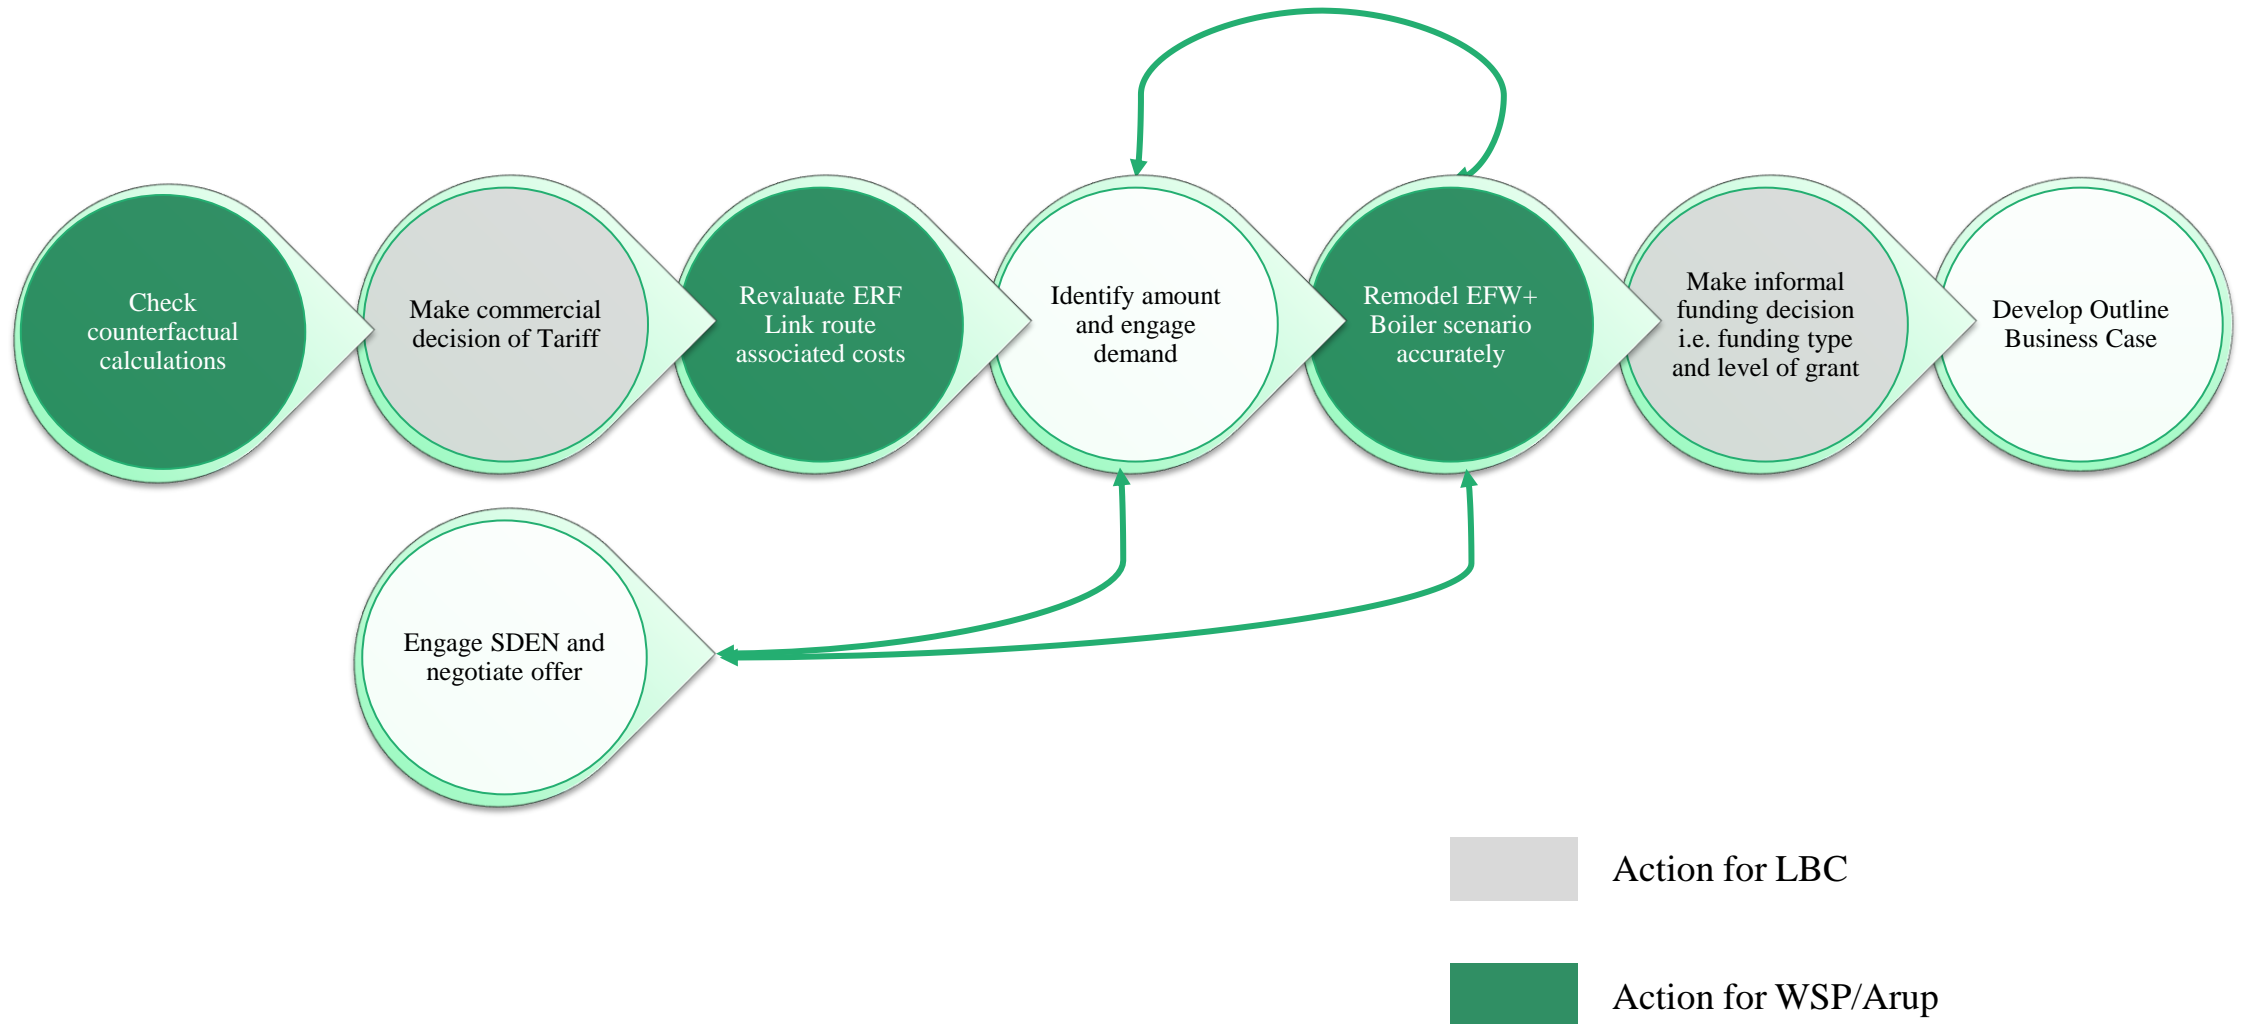 Check
counterfactual
calculations
Make commercial
decision of Tariff
Revaluate ERF
Link route
associated costs
Identify amount
and engage
demand
Remodel EFW+
Boiler scenario
accurately
Make informal
funding decision
i.e. funding type
and level of grant
Develop Outline
Business Case
Engage SDEN and
negotiate offer
Action for LBC
Action for WSP/Arup